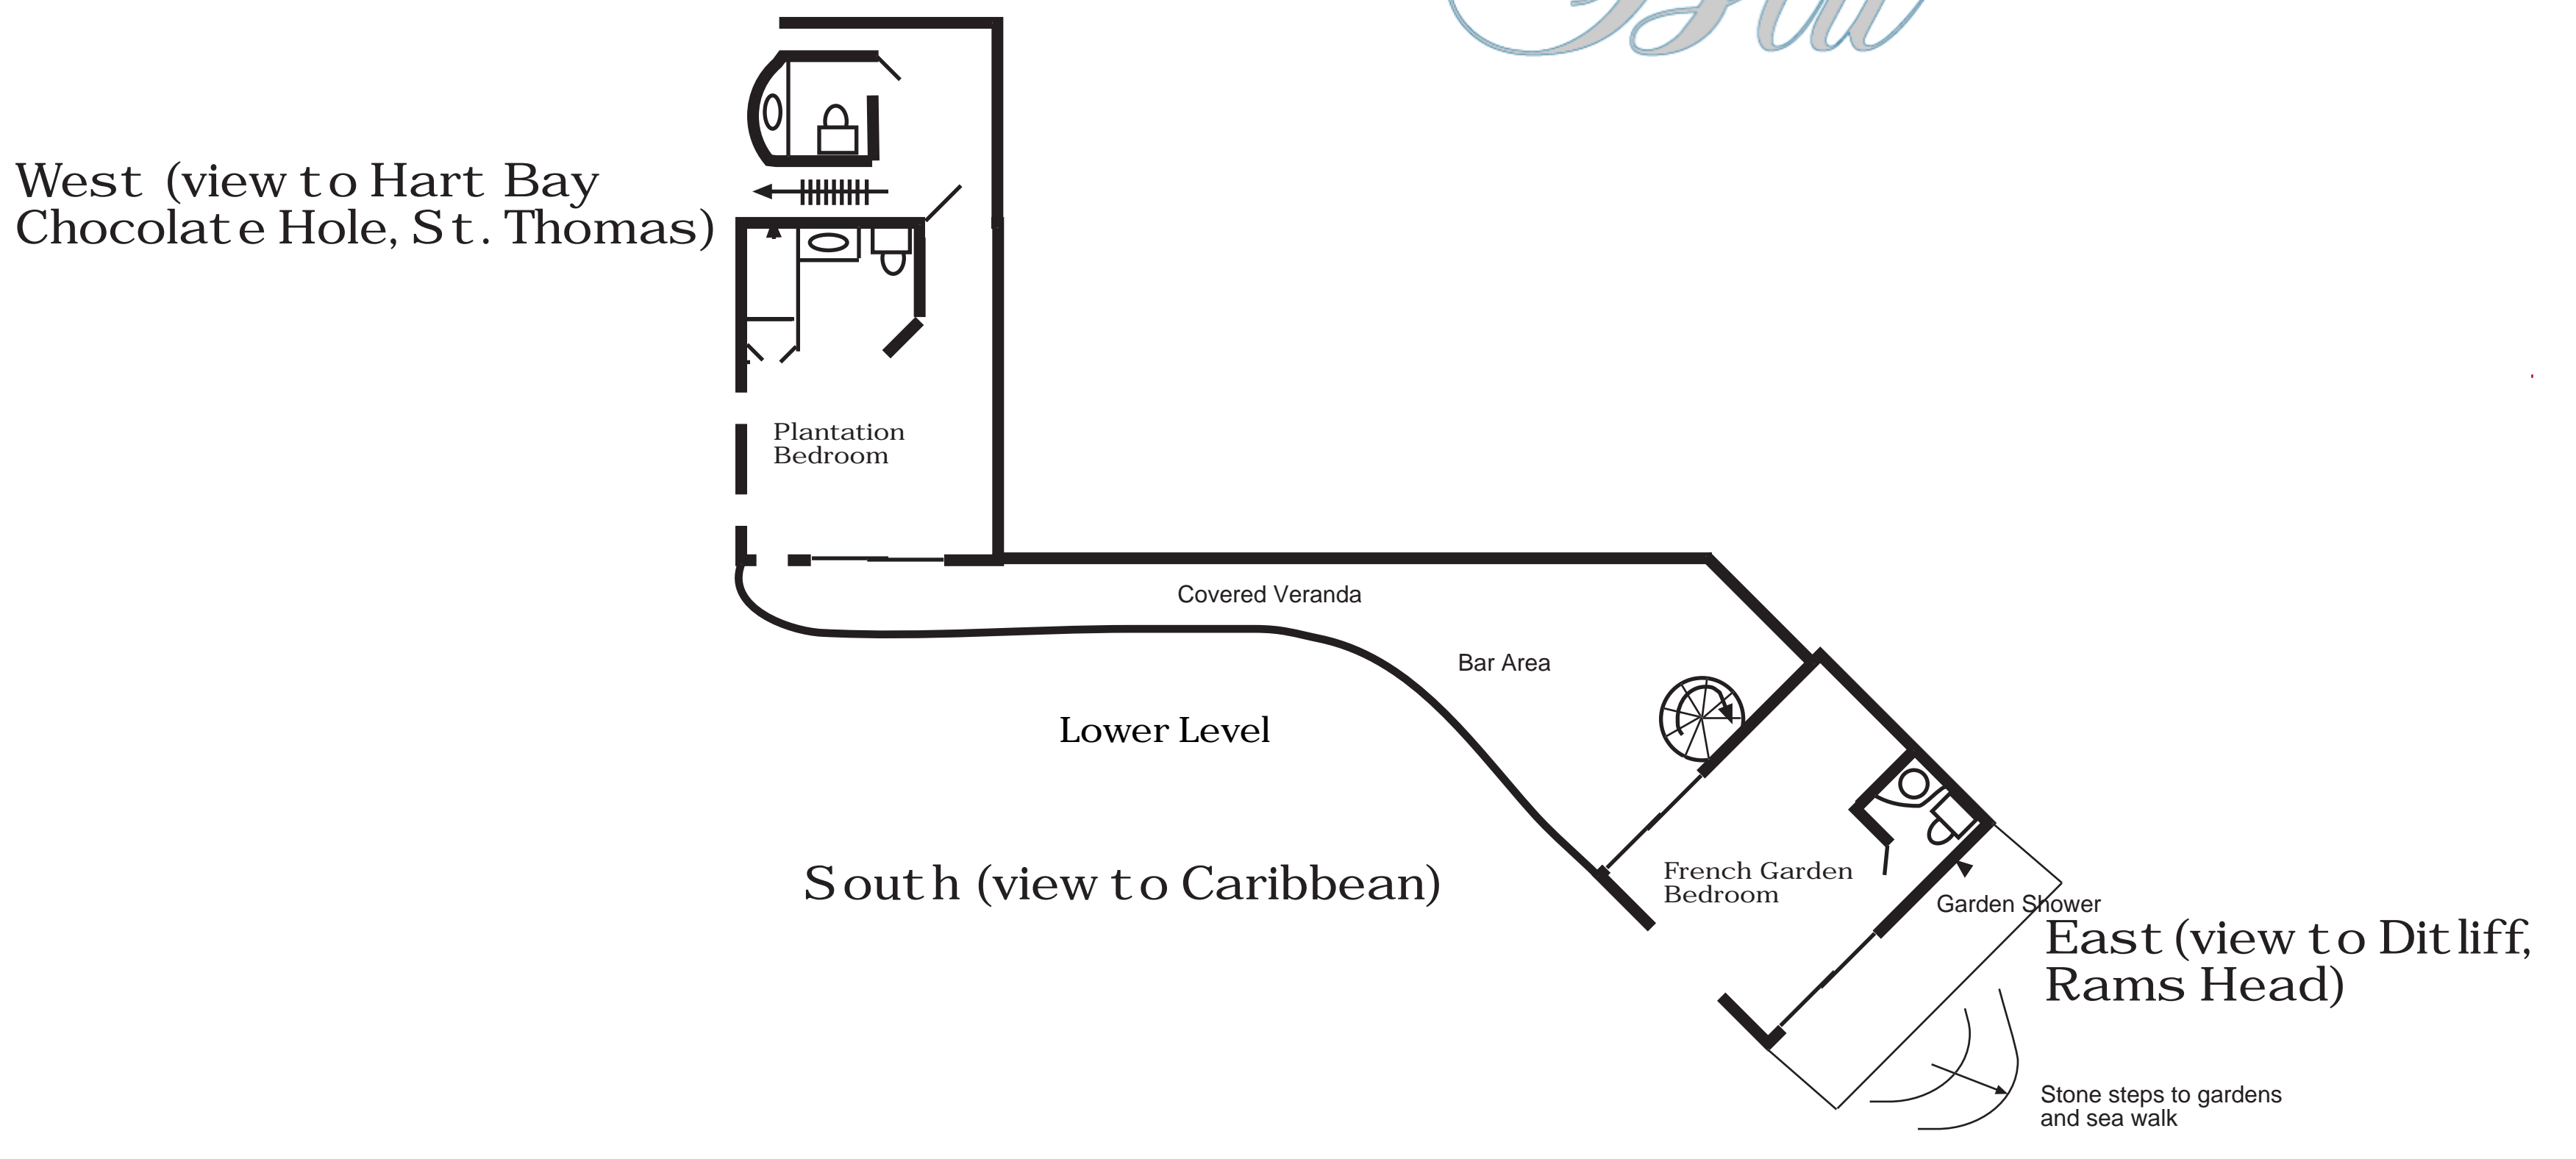 West (view to Hart Bay
Chocolate Hole, St. Thomas)
Plantation
Bedroom
Covered Veranda
Bar Area
Lower Level
South (view to Caribbean)
French Garden
Bedroom
Garden Shower
East (view to Ditliff,
Rams Head)
Stone steps to gardens
and sea walk